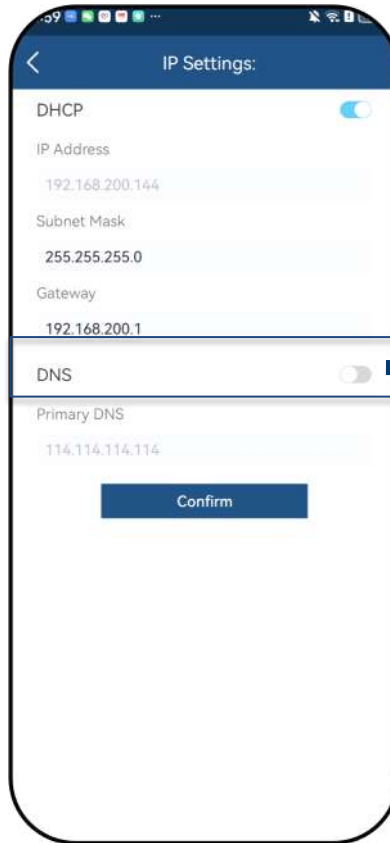 :59
IP Settings:
DHCP
IP Address
192.168.200.144
Subnet Mask
255.255.255.0
Gateway
192.168.200.1
DNS
Primary DNS
114.114.114.114
Confirm